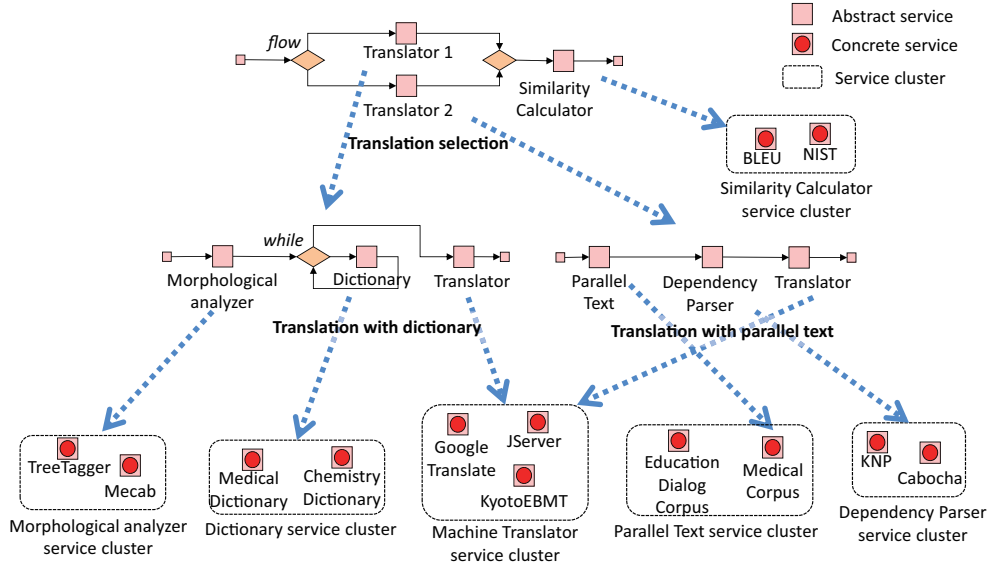 Abstract service
Concrete service
Service cluster
flow
Translator 1
Translator 2
Similarity
Calculator
Translation selection
BLEU
NIST
Similarity Calculator
service cluster
while
Morphological
analyzer
Dictionary
Translator
Parallel
Text
Dependency
Parser
Translator
Translation with dictionary
Translation with parallel text
TreeTagger
Mecab
Morphological analyzer
service cluster
Medical
Dictionary
Chemistry
Dictionary
Dictionary service cluster
Google
Translate
JServer
KyotoEBMT
Machine Translator
service cluster
Education
Dialog
Corpus
Medical
Corpus
Parallel Text service cluster
KNP
Cabocha
Dependency Parser
service cluster